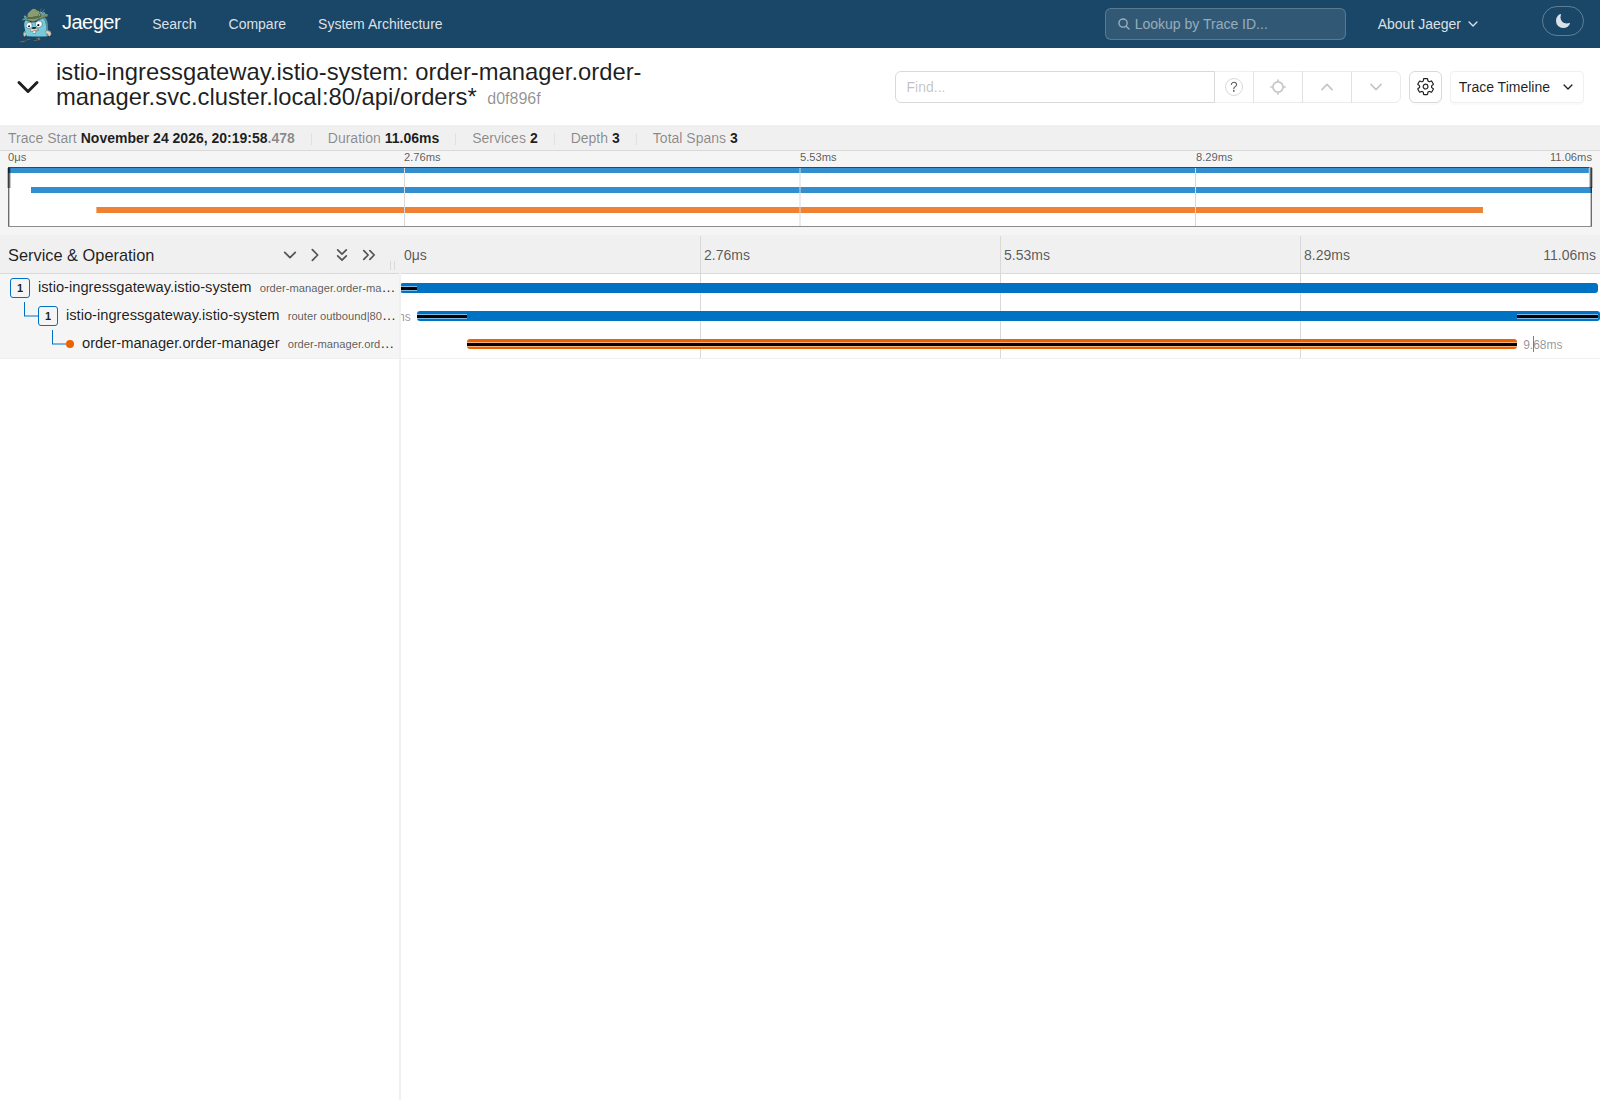 Jaeger Search Compare System Architecture Lookup by Trace ID... About Jaeger
istio-ingressgateway.istio-system: order-manager.order-
manager.svc.cluster.local:80/api/orders* d0f896f
Find... ? Trace Timeline
Trace Start November 24 2026, 20:19:58.478 Duration 11.06ms Services 2 Depth 3 Total Spans 3
0μs 2.76ms 5.53ms 8.29ms 11.06ms
Service & Operation 0μs 2.76ms 5.53ms 8.29ms 11.06ms
1 istio-ingressgateway.istio-system order-manager.order-ma...
1 istio-ingressgateway.istio-system router outbound|80...
order-manager.order-manager order-manager.ord... 9.68ms